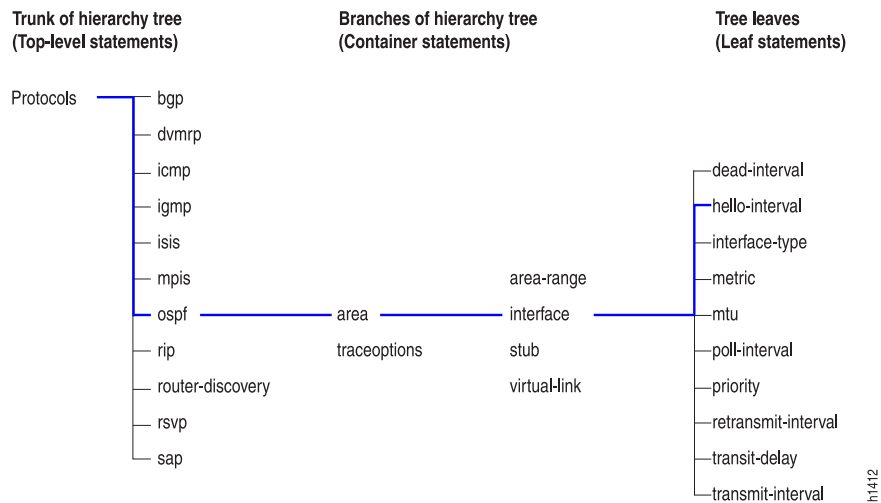 Trunk of hierarchy tree
(Top-level statements)
Branches of hierarchy tree
(Container statements)
Tree leaves
(Leaf statements)
Protocols
bgp
dvmrp
icmp
igmp
isis
mpis
ospf
rip
router-discovery
rsvp
sap
area
traceoptions
area-range
interface
stub
virtual-link
dead-interval
hello-interval
interface-type
metric
mtu
poll-interval
priority
retransmit-interval
transit-delay
transmit-interval
h1412